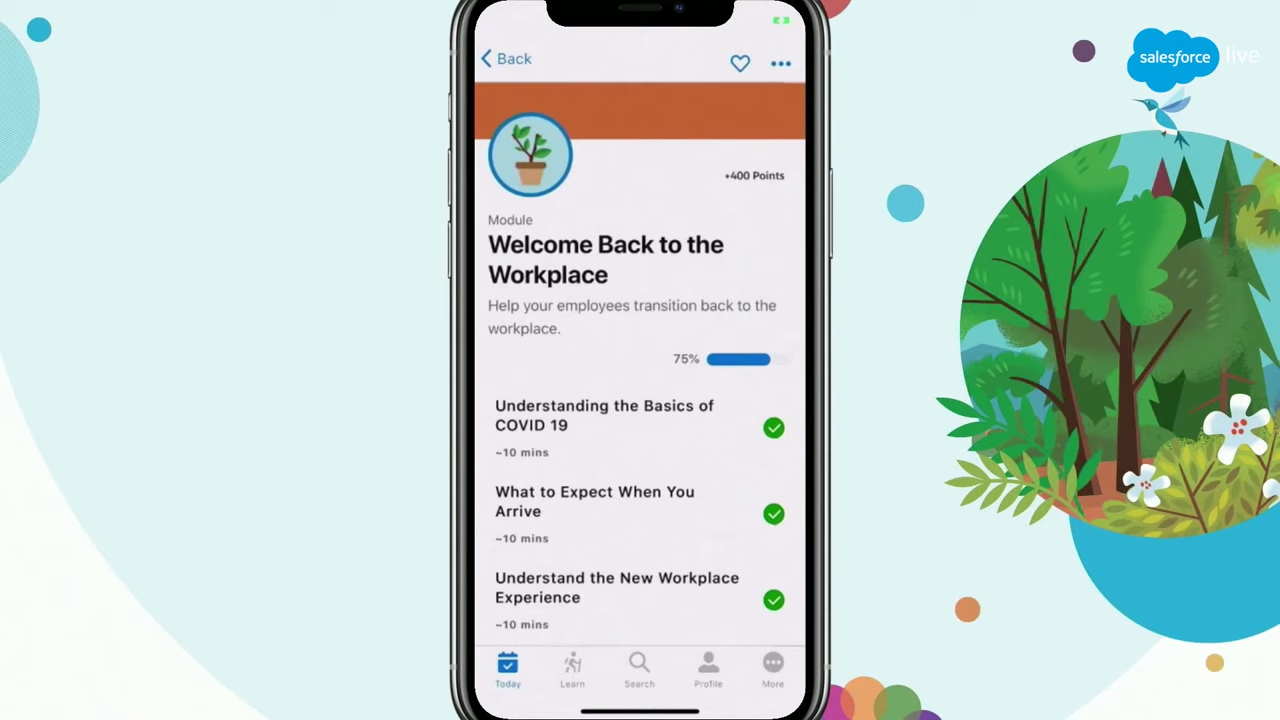 Back
salesforce live
+400 Points
Module
Welcome Back to the
Workplace
Help your employees transition back to the
workplace.
75%
Understanding the Basics of
COVID 19
~10 mins
What to Expect When You
Arrive
~10 mins
Understand the New Workplace
Experience
~10 mins
Today
Learn
Search
Profile
More